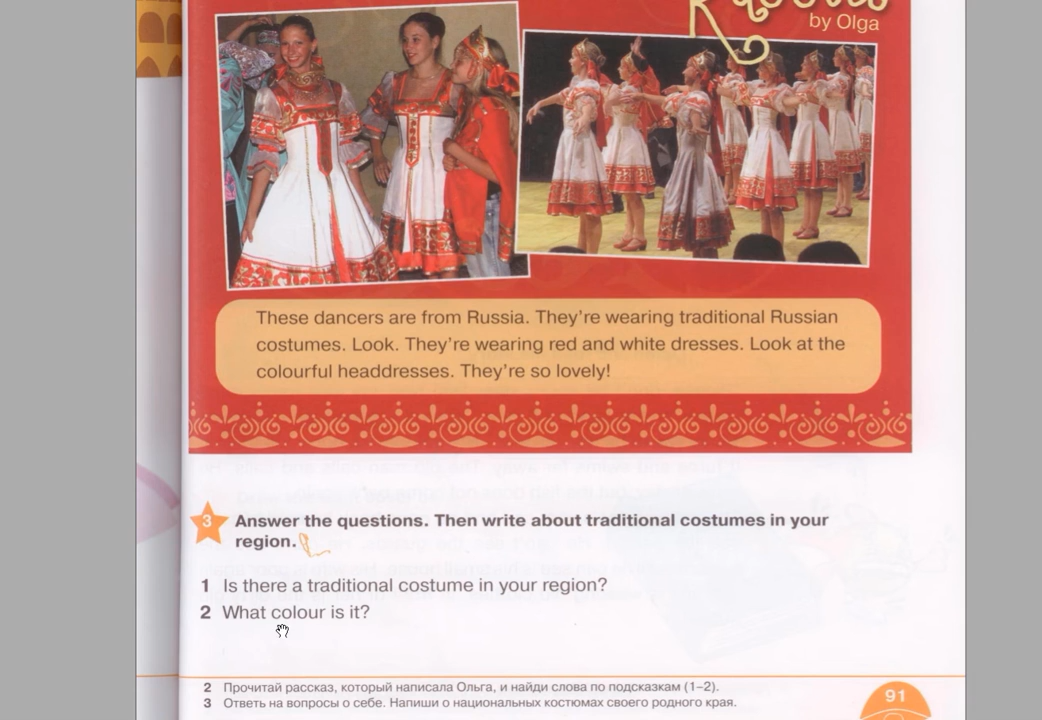 by Olga
These dancers are from Russia. They're wearing traditional Russian
costumes. Look. They're wearing red and white dresses. Look at the
colourful headdresses. They're so lovely!
3 Answer the questions. Then write about traditional costumes in your
region.
1 Is there a traditional costume in your region?
2 What colour is it?
2 Прочитай рассказ, который написала Ольга, и найди слова по подсказкам (1–2).
3 Ответь на вопросы о себе. Напиши о национальных костюмах своего родного края.
91